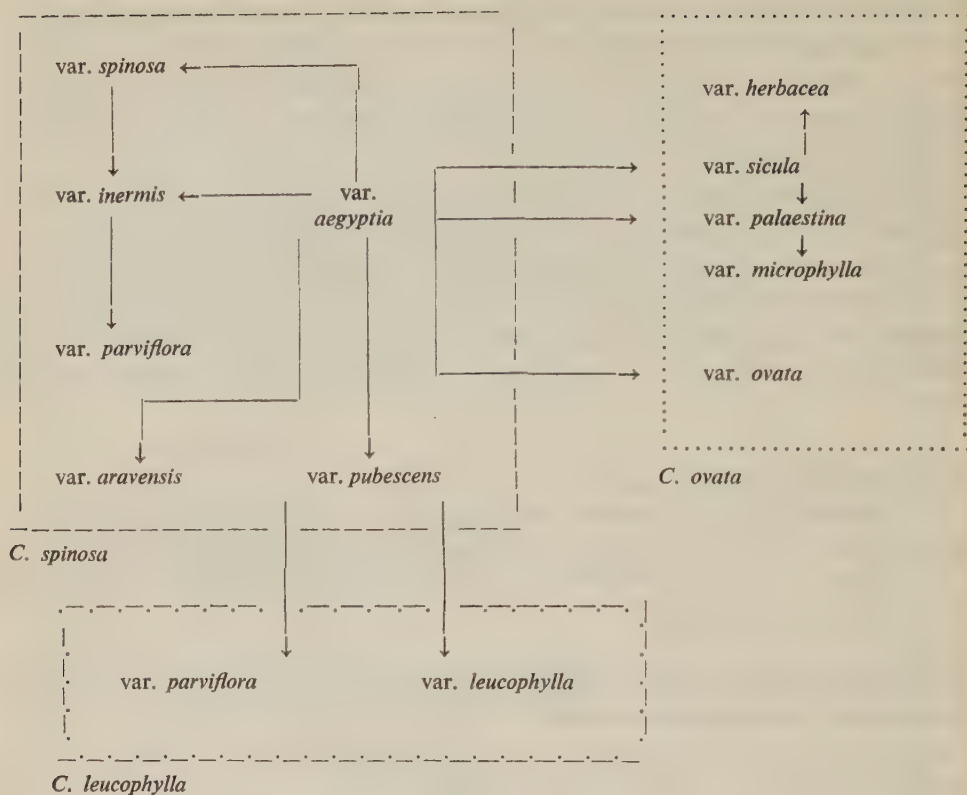 var. spinosa
var. herbacea
var. sicula
var. inermis
var.
aegyptia
var. palaestina
var. microphylla
var. parviflora
var. ovata
var. aravensis
var. pubescens
C. ovata
C. spinosa
var. parviflora
var. leucophylla
C. leucophylla